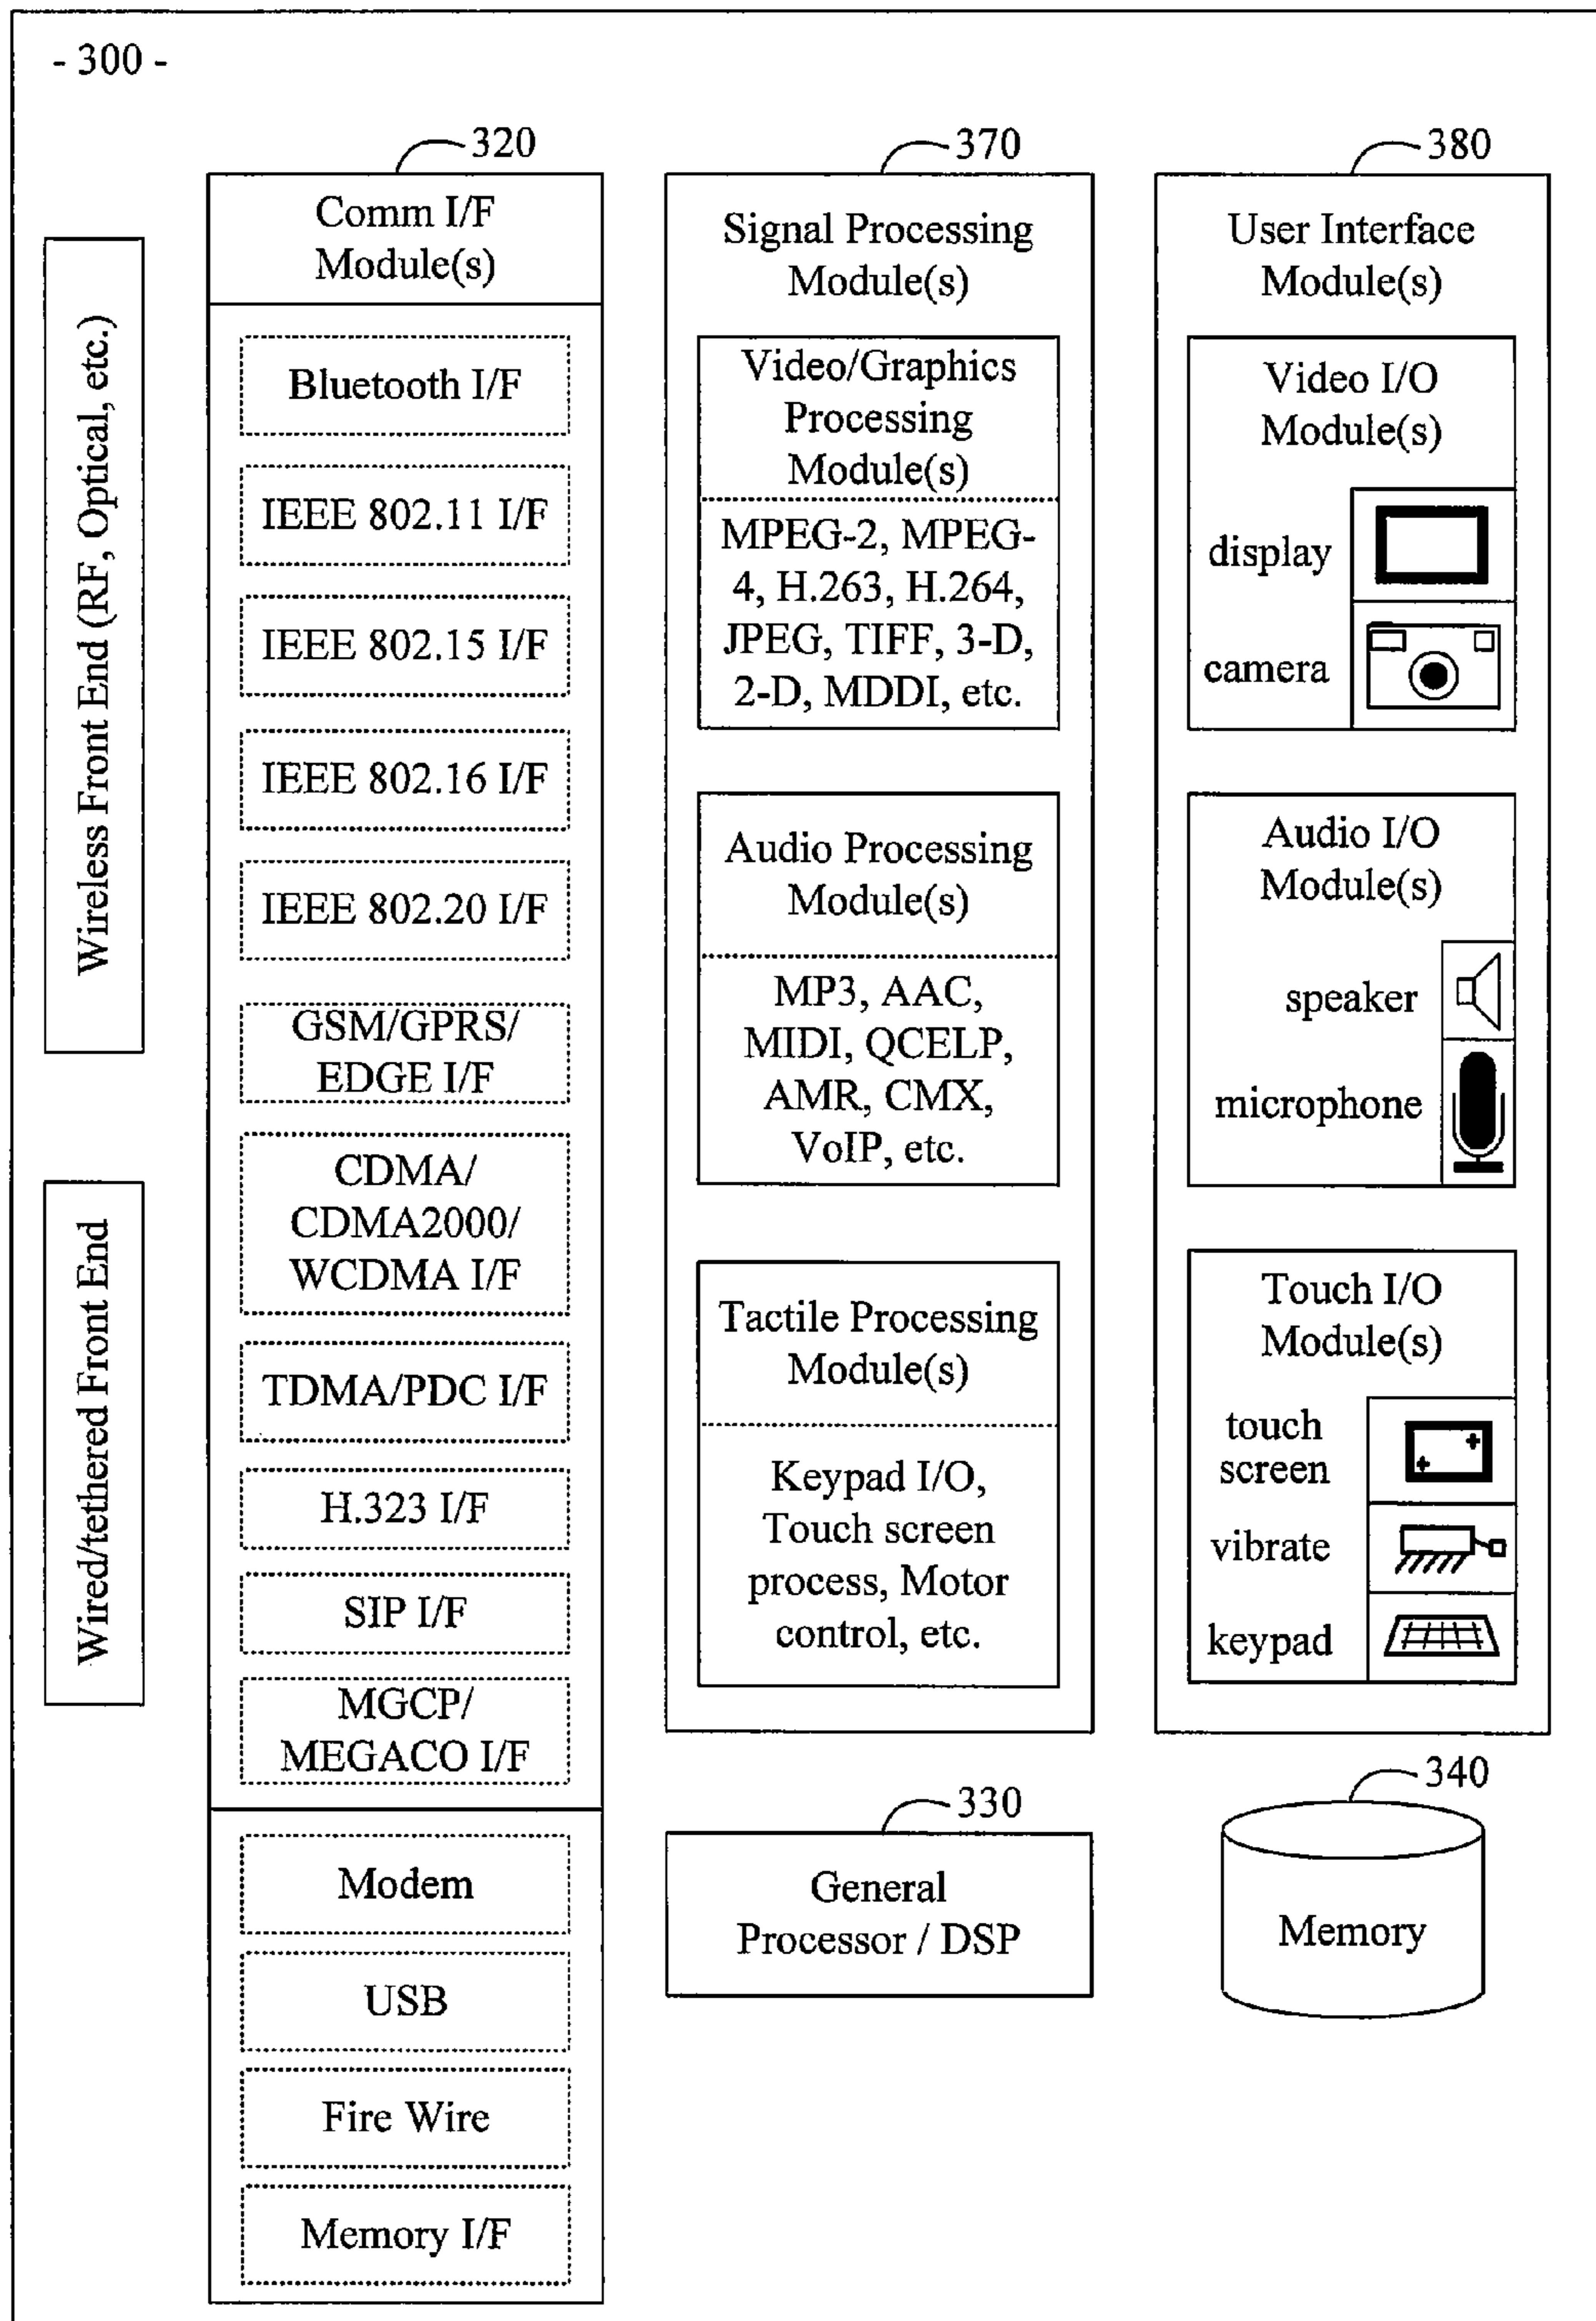 - 300 -
Wireless Front End (RF, Optical, etc.)
Wired/tethered Front End
320
Comm I/F
Module(s)
Bluetooth I/F
IEEE 802.11 I/F
IEEE 802.15 I/F
IEEE 802.16 I/F
IEEE 802.20 I/F
GSM/GPRS/
EDGE I/F
CDMA/
CDMA2000/
WCDMA I/F
TDMA/PDC I/F
H.323 I/F
SIP I/F
MGCP/
MEGACO I/F
Modem
USB
Fire Wire
Memory I/F
370
Signal Processing
Module(s)
Video/Graphics
Processing
Module(s)
MPEG-2, MPEG-
4, H.263, H.264,
JPEG, TIFF, 3-D,
2-D, MDDI, etc.
Audio Processing
Module(s)
MP3, AAC,
MIDI, QCELP,
AMR, CMX,
VoIP, etc.
Tactile Processing
Module(s)
Keypad I/O,
Touch screen
process, Motor
control, etc.
330
General
Processor / DSP
380
User Interface
Module(s)
Video I/O
Module(s)
display
camera
Audio I/O
Module(s)
speaker
microphone
Touch I/O
Module(s)
touch
screen
vibrate
keypad
340
Memory